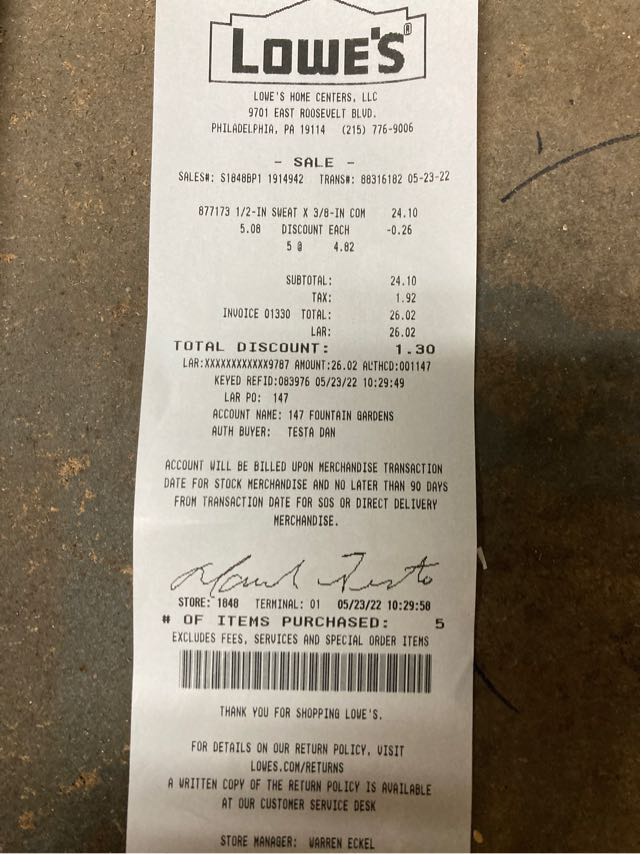 LOWE'S®
LOWE'S HOME CENTERS, LLC
9701 EAST ROOSEVELT BLVD.
PHILADELPHIA, PA 19114 (215) 776-9006
- SALE -
SALES#: S1848BP1 1914942 TRANS#: 88316182 05-23-22
877173 1/2-IN SWEAT X 3/8-IN COM 24.10
5.08 DISCOUNT EACH -0.26
5 @ 4.82
SUBTOTAL: 24.10
TAX: 1.92
INVOICE 01330 TOTAL: 26.02
LAR: 26.02
TOTAL DISCOUNT: 1.30
LAR:XXXXXXXXXXXX9787 AMOUNT:26.02 AUTHCD:001147
KEYED REFID:083976 05/23/22 10:29:49
LAR PO: 147
ACCOUNT NAME: 147 FOUNTAIN GARDENS
AUTH BUYER: TESTA DAN
ACCOUNT WILL BE BILLED UPON MERCHANDISE TRANSACTION
DATE FOR STOCK MERCHANDISE AND NO LATER THAN 90 DAYS
FROM TRANSACTION DATE FOR SOS OR DIRECT DELIVERY
MERCHANDISE.
STORE: 1848 TERMINAL: 01 05/23/22 10:29:58
# OF ITEMS PURCHASED: 5
EXCLUDES FEES, SERVICES AND SPECIAL ORDER ITEMS
THANK YOU FOR SHOPPING LOWE'S.
FOR DETAILS ON OUR RETURN POLICY, VISIT
LOWES.COM/RETURNS
A WRITTEN COPY OF THE RETURN POLICY IS AVAILABLE
AT OUR CUSTOMER SERVICE DESK
STORE MANAGER: WARREN ECKEL